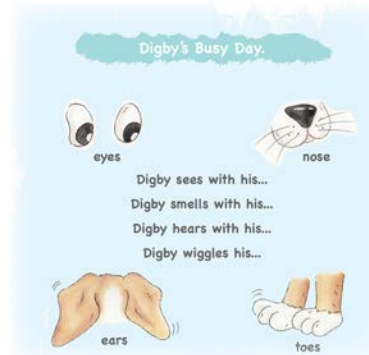 Digby's Busy Day.
eyes
nose
Digby sees with his...
Digby smells with his...
Digby hears with his...
Digby wiggles his...
ears
toes